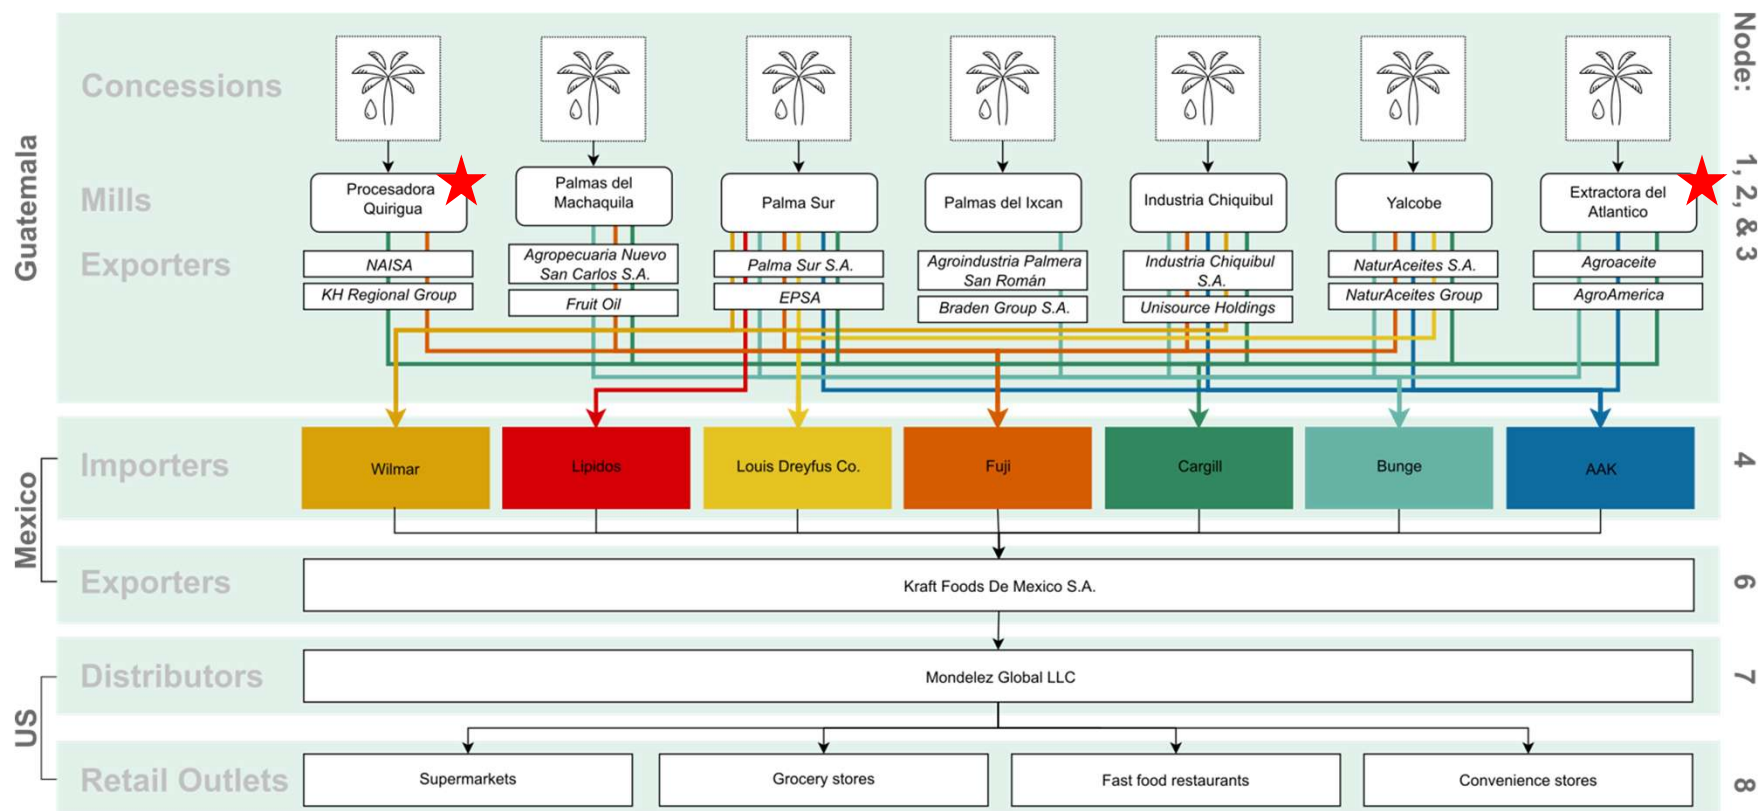 Node:
Guatemala
Concessions
Mills
Procesadora
Quirigua
Palmas del
Machaquila
Palma Sur
Palmas del Ixcan
Industria Chiquibul
Yalcobe
Extractora del
Atlantico
1, 2, & 3
Exporters
NAISA
KH Regional Group
Agropecuaria Nuevo
San Carlos S.A.
Fruit Oil
Palma Sur S.A.
EPSA
Agroindustria Palmera
San Román
Braden Group S.A.
Industria Chiquibul
S.A.
Unisource Holdings
NaturAceites S.A.
NaturAceites Group
Agroaceite
AgroAmerica
Mexico
Importers
Wilmar
Lipidos
Louis Dreyfus Co.
Fuji
Cargill
Bunge
AAK
4
Exporters
Kraft Foods De Mexico S.A.
6
US
Distributors
Mondelez Global LLC
7
Retail Outlets
Supermarkets
Grocery stores
Fast food restaurants
Convenience stores
8